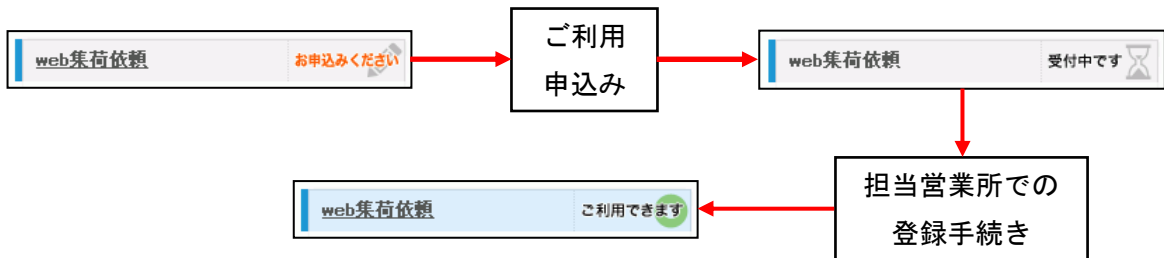 web集荷依頼 お申込みください
ご利用
申込み
web集荷依頼 受付中です
担当営業所での
登録手続き
web集荷依頼 ご利用できます